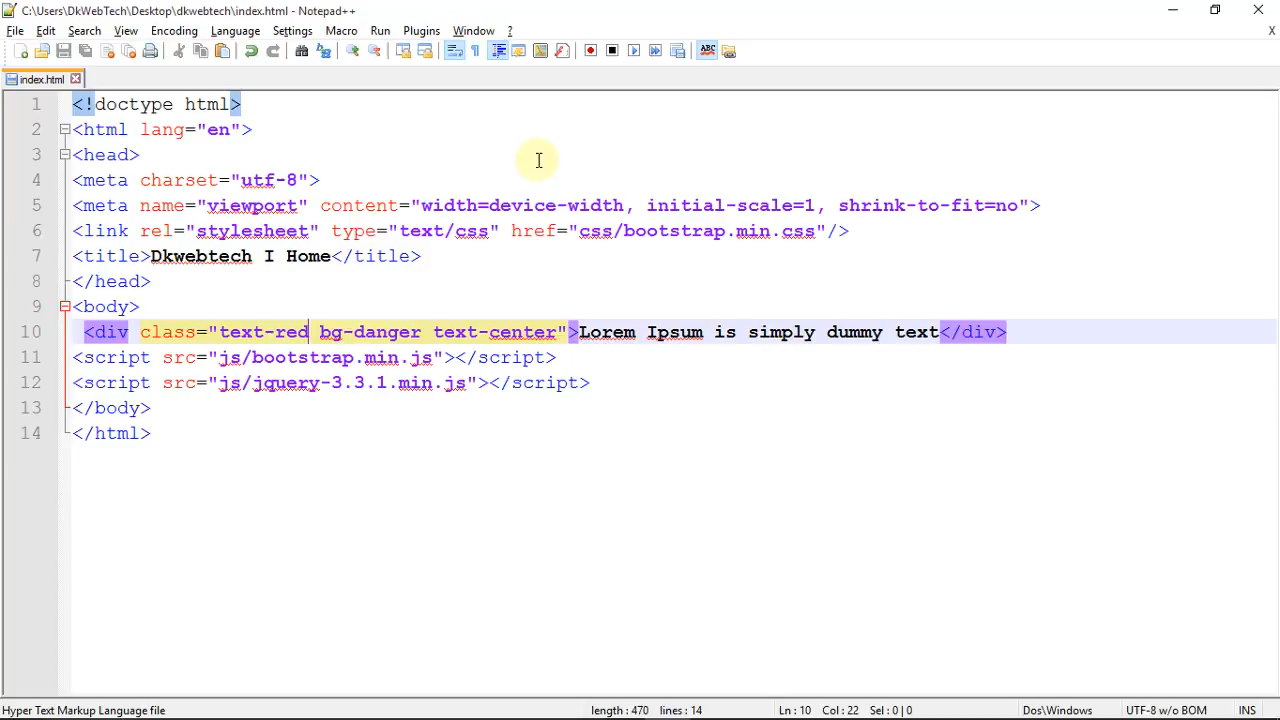 C:\Users\DkWebTech\Desktop\dkwebtech\index.html - Notepad++
File Edit Search View Encoding Language Settings Macro Run Plugins Window ? X
ABC
index.html
1 <!doctype html>
2 <html lang="en">
3 <head>
4 <meta charset="utf-8">
5 <meta name="viewport" content="width=device-width, initial-scale=1, shrink-to-fit=no">
6 <link rel="stylesheet" type="text/css" href="css/bootstrap.min.css"/>
7 <title>Dkwebtech I Home</title>
8 </head>
9 <body>
10 <div class="text-red bg-danger text-center">Lorem Ipsum is simply dummy text</div>
11 <script src="js/bootstrap.min.js"></script>
12 <script src="js/jquery-3.3.1.min.js"></script>
13 </body>
14 </html>
Hyper Text Markup Language file length : 470 lines : 14 Ln : 10 Col : 22 Sel : 0 | 0 Dos\Windows UTF-8 w/o BOM INS